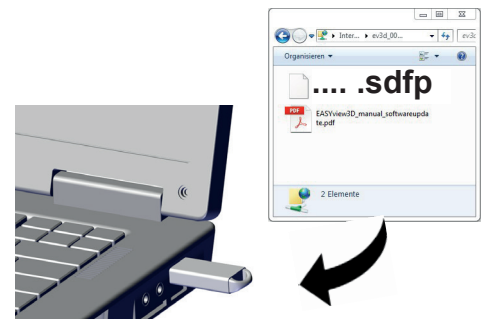 Inter... ▸ ev3d_00...
ev3d
Organisieren
.... .sdfp
PDF
EASYview3D_manual_softwareupda
te.pdf
2 Elemente